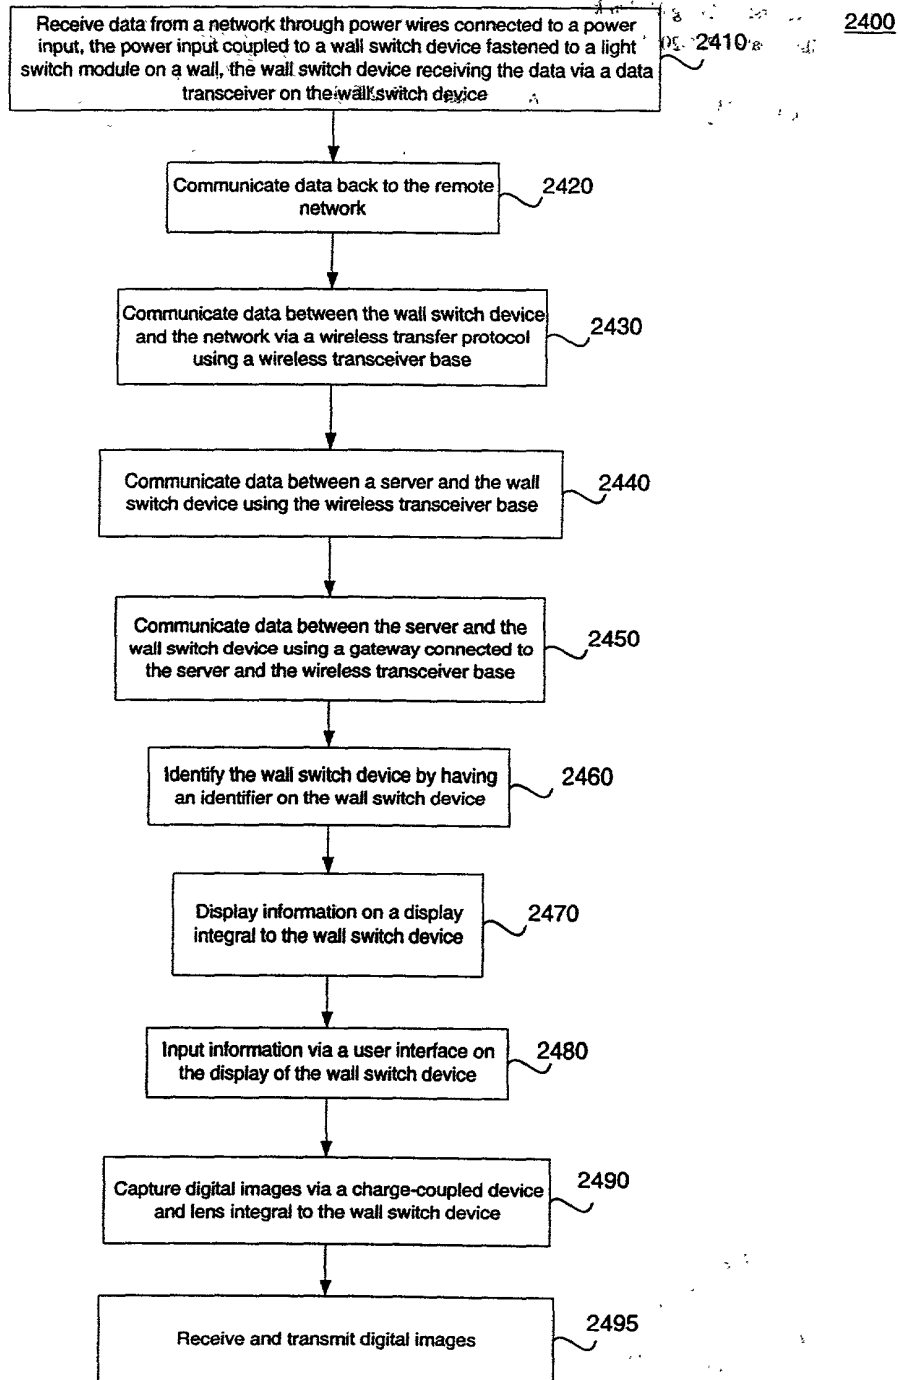 2400
Receive data from a network through power wires connected to a power
input, the power input coupled to a wall switch device fastened to a light
switch module on a wall, the wall switch device receiving the data via a data
transceiver on the wall switch device
2410
Communicate data back to the remote
network
2420
Communicate data between the wall switch device
and the network via a wireless transfer protocol
using a wireless transceiver base
2430
Communicate data between a server and the wall
switch device using the wireless transceiver base
2440
Communicate data between the server and the
wall switch device using a gateway connected to
the server and the wireless transceiver base
2450
Identify the wall switch device by having
an identifier on the wall switch device
2460
Display information on a display
integral to the wall switch device
2470
Input information via a user interface on
the display of the wall switch device
2480
Capture digital images via a charge-coupled device
and lens integral to the wall switch device
2490
Receive and transmit digital images
2495